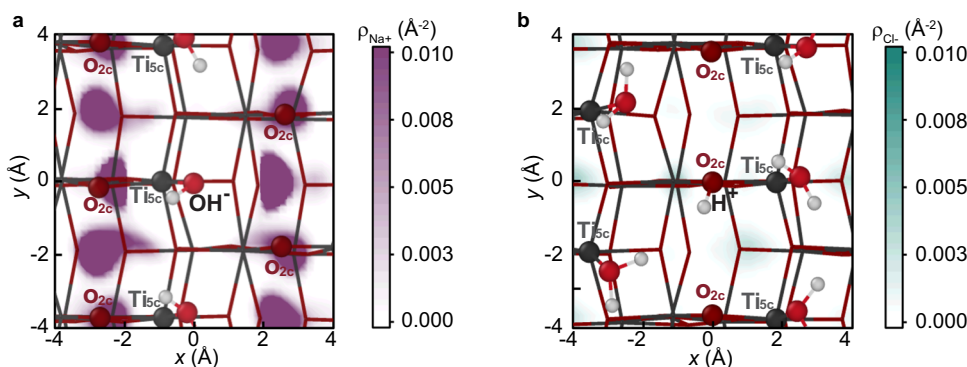 a
ρNa+ (Å-2)
4
2
0
-2
-4
y (Å)
-4
-2
0
2
4
x (Å)
O2c
Ti5c
O2c
O2c
Ti5c
OH-
O2c
O2c
Ti5c
0.010
0.008
0.005
0.003
0.000
b
ρCl- (Å-2)
4
2
0
-2
-4
y (Å)
-4
-2
0
2
4
x (Å)
O2c
Ti5c
Ti5c
O2c
Ti5c
H+
Ti5c
O2c
Ti5c
0.010
0.008
0.005
0.003
0.000